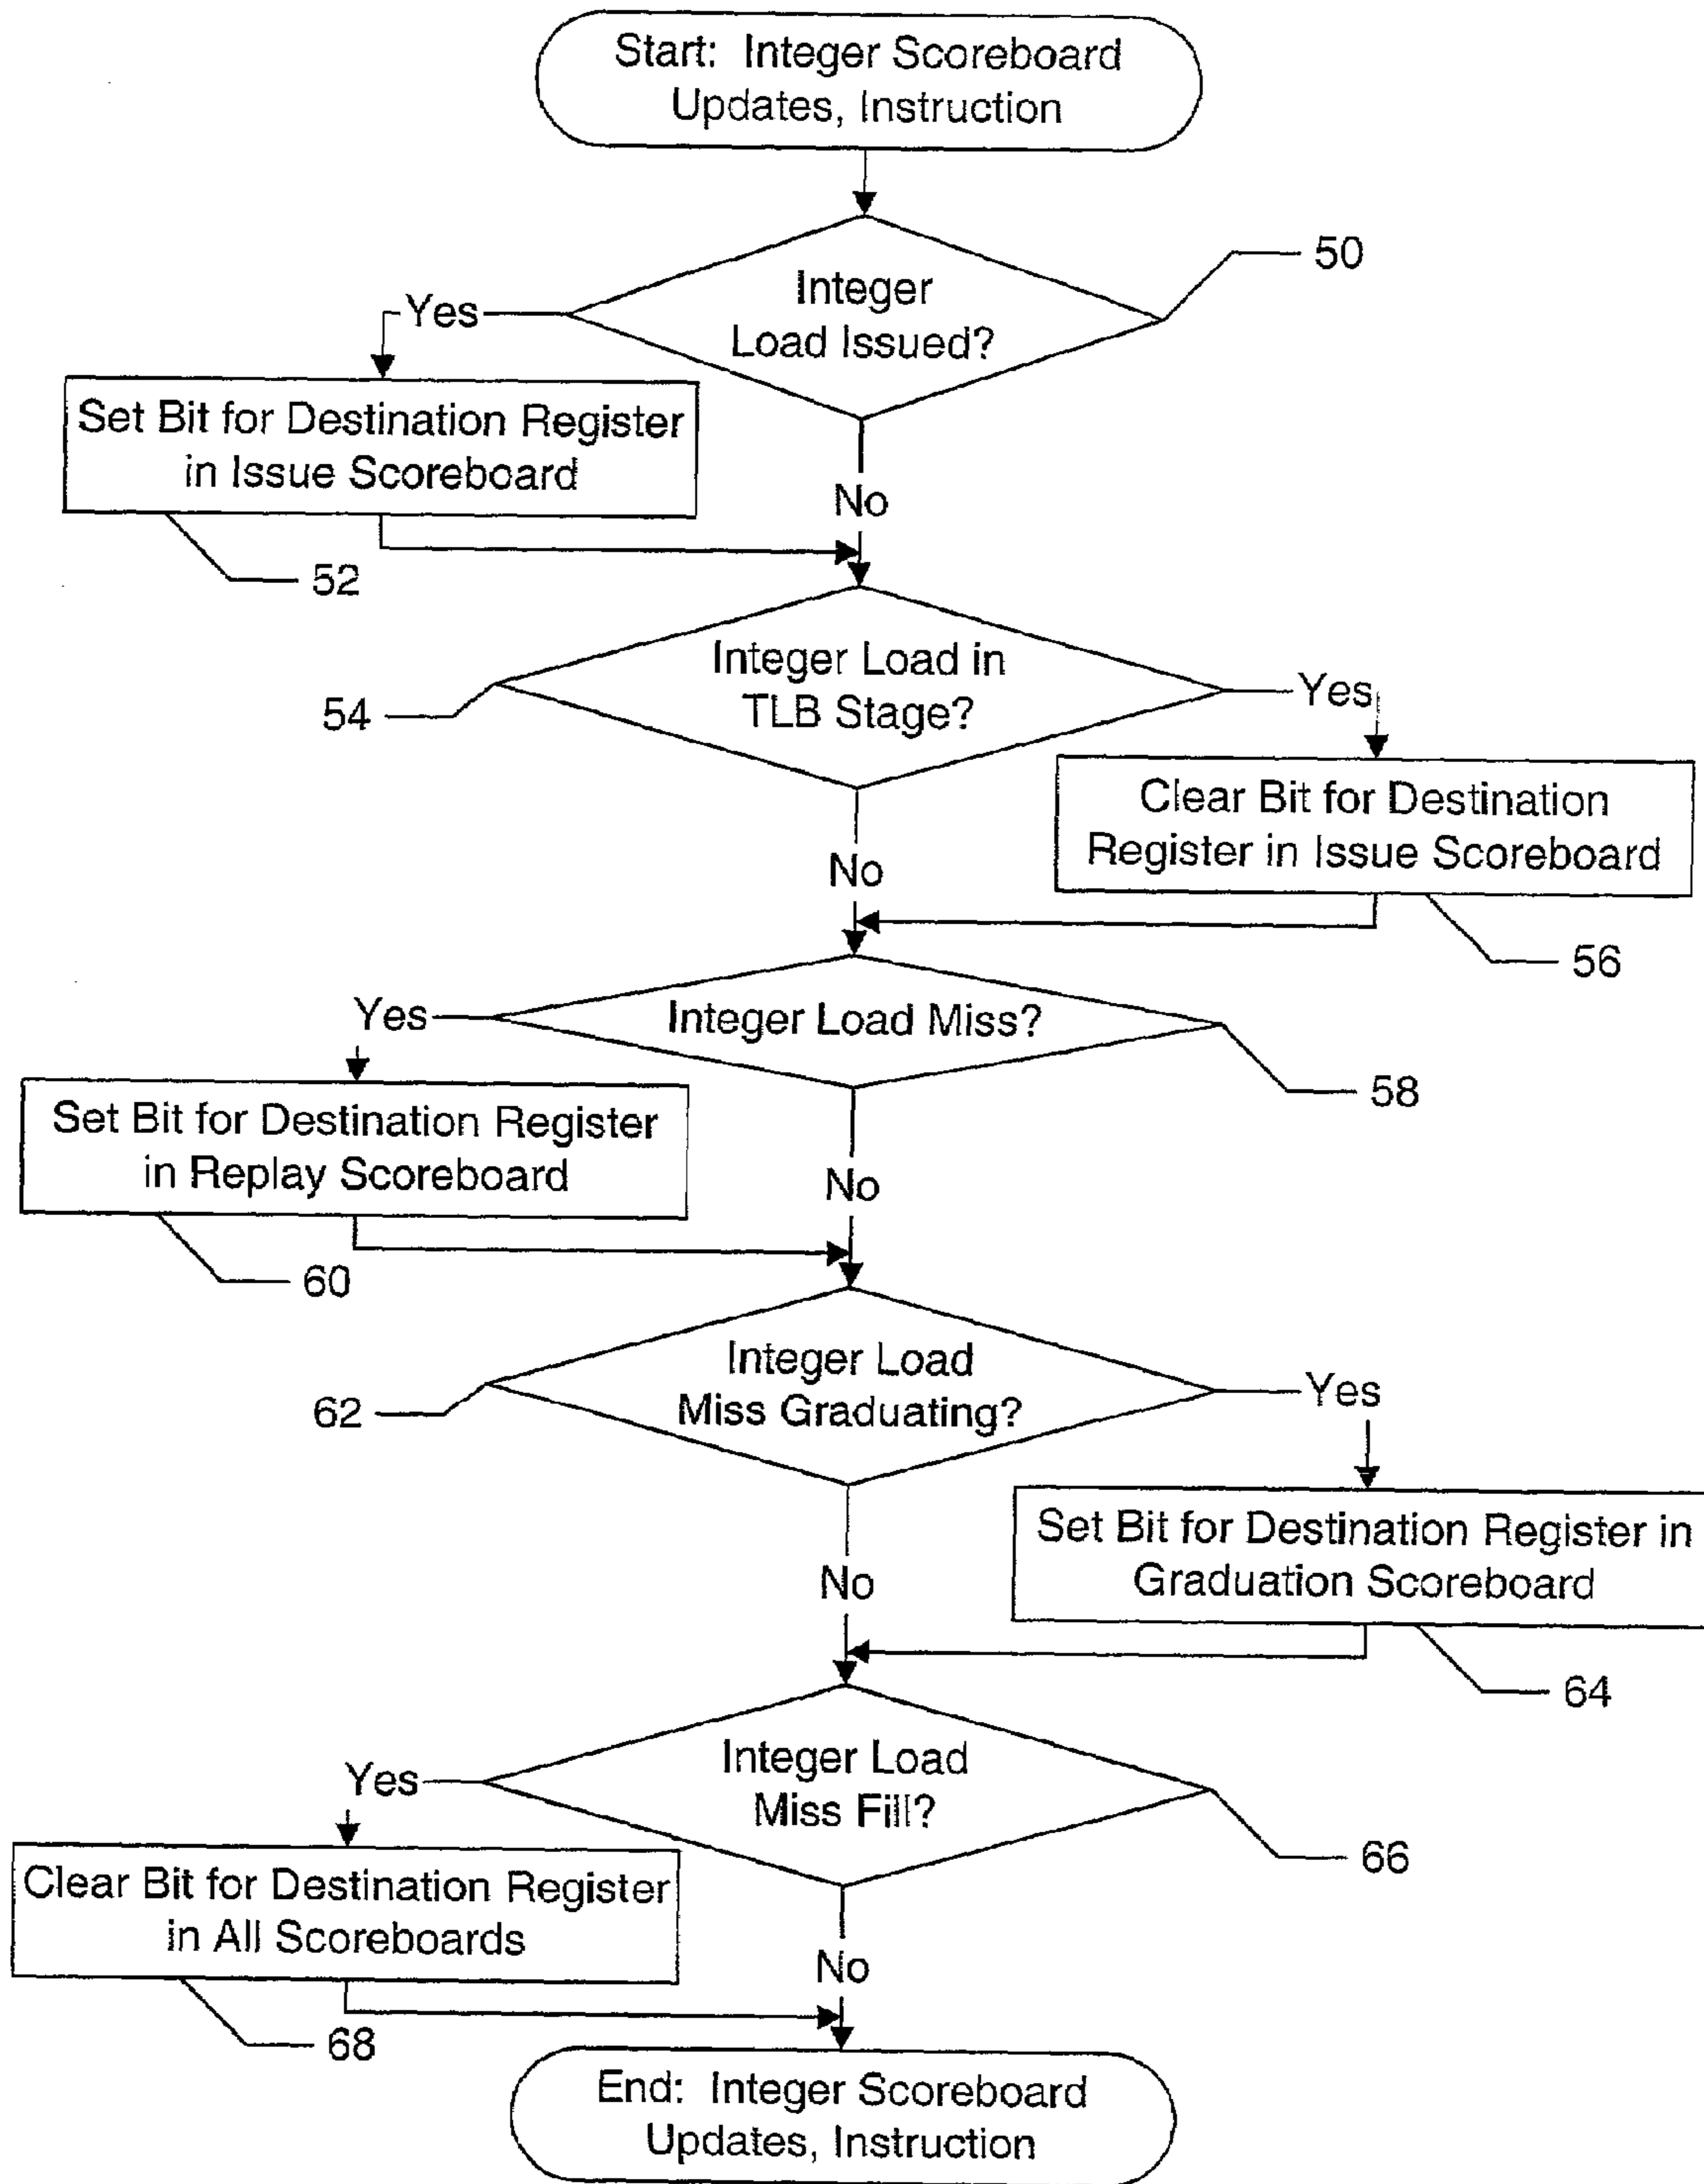 Start: Integer Scoreboard
Updates, Instruction
50
Integer
Load Issued?
Yes
Set Bit for Destination Register
in Issue Scoreboard
No
52
Integer Load in
TLB Stage?
54
Yes
Clear Bit for Destination
Register in Issue Scoreboard
No
56
Integer Load Miss?
Yes
58
Set Bit for Destination Register
in Replay Scoreboard
No
60
Integer Load
Miss Graduating?
62
Yes
Set Bit for Destination Register in
Graduation Scoreboard
No
64
Integer Load
Miss Fill?
Yes
66
Clear Bit for Destination Register
in All Scoreboards
No
68
End: Integer Scoreboard
Updates, Instruction